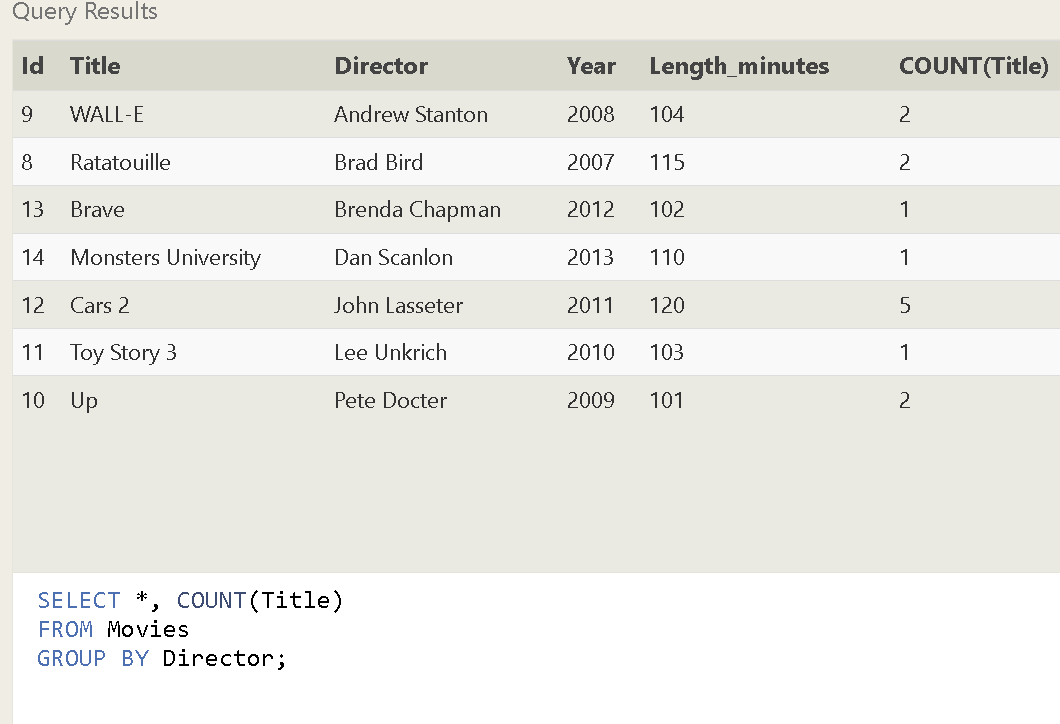 Query Results
Id Title Director Year Length_minutes COUNT(Title)
9 WALL-E Andrew Stanton 2008 104 2
8 Ratatouille Brad Bird 2007 115 2
13 Brave Brenda Chapman 2012 102 1
14 Monsters University Dan Scanlon 2013 110 1
12 Cars 2 John Lasseter 2011 120 5
11 Toy Story 3 Lee Unkrich 2010 103 1
10 Up Pete Docter 2009 101 2
SELECT *, COUNT(Title)
FROM Movies
GROUP BY Director;